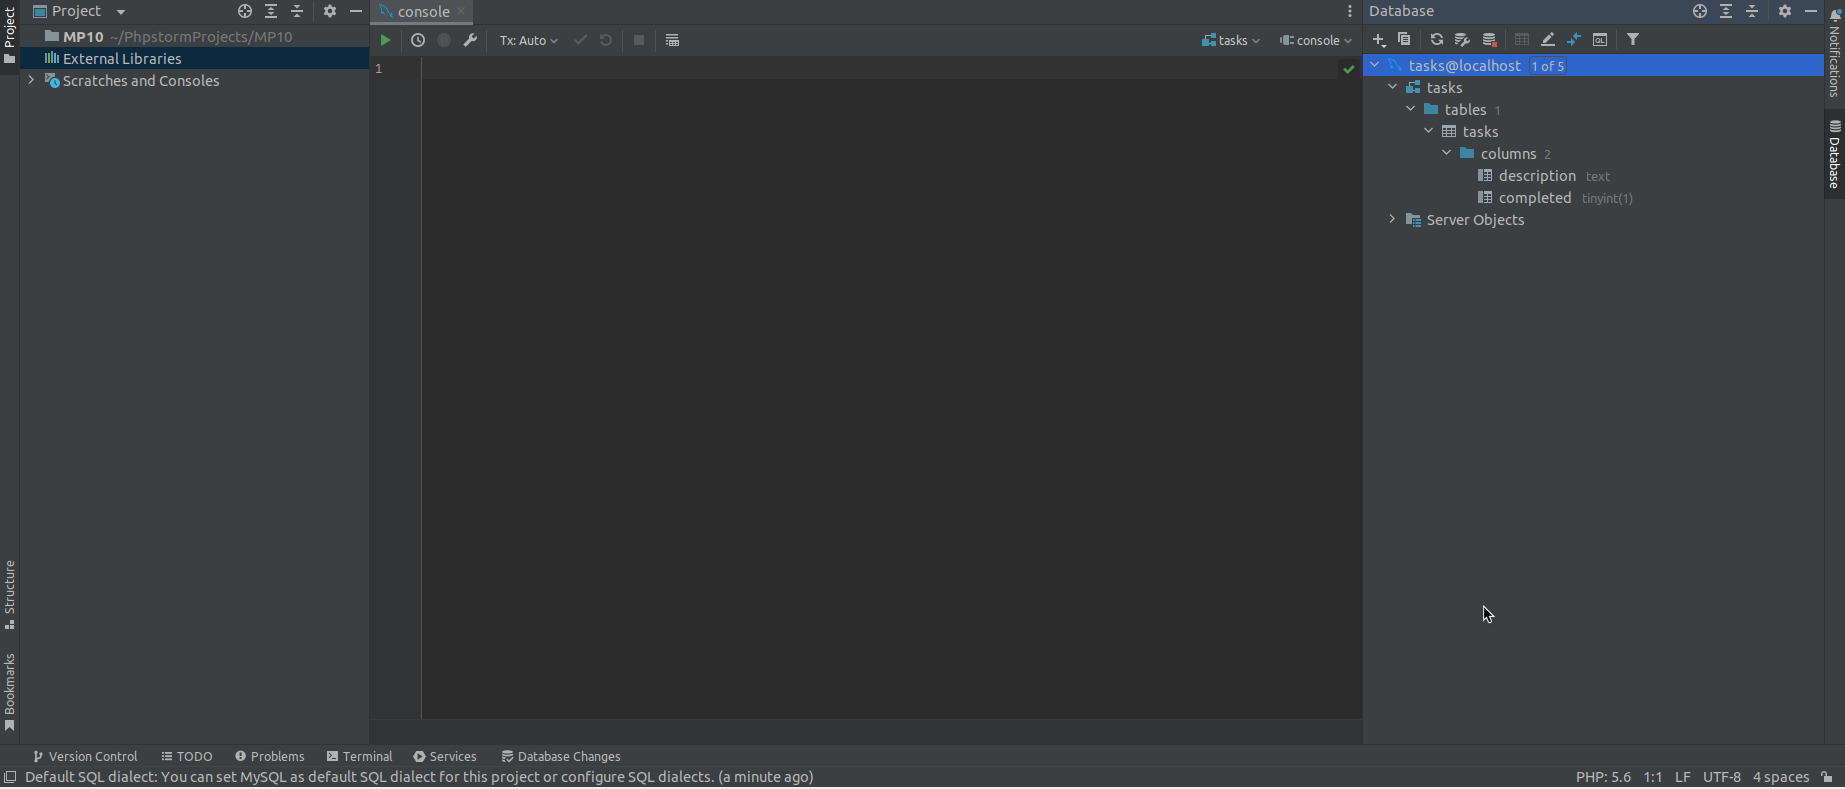 Project
MP10 ~/PhpstormProjects/MP10
External Libraries
Scratches and Consoles
Project
Structure
Bookmarks
console
Tx: Auto
tasks
console
1
Database
tasks@localhost 1 of 5
tasks
tables 1
tasks
columns 2
description text
completed tinyint(1)
Server Objects
Notifications
Database
Version Control
TODO
Problems
Terminal
Services
Database Changes
Default SQL dialect: You can set MySQL as default SQL dialect for this project or configure SQL dialects. (a minute ago)
PHP: 5.6 1:1 LF UTF-8 4 spaces